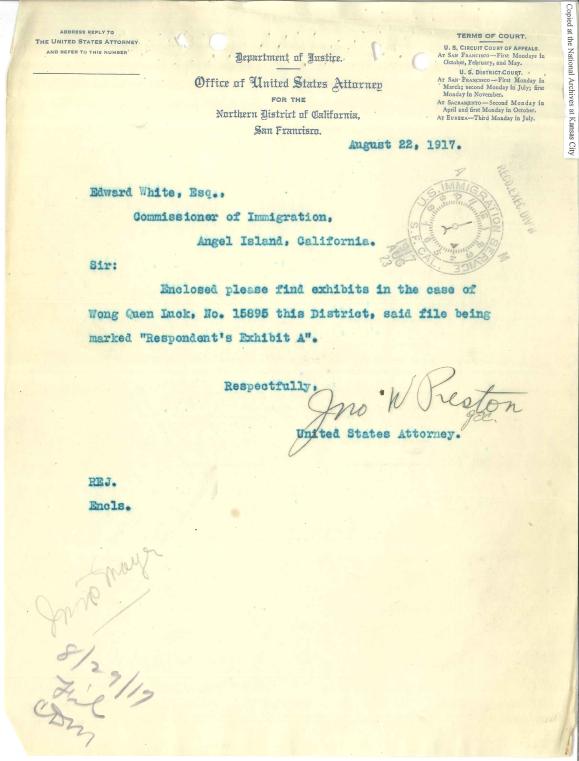 ADDRESS REPLY TO
THE UNITED STATES ATTORNEY
AND REFER TO THIS NUMBER
Department of Justice.
Office of United States Attorney
FOR THE
Northern District of California,
San Francisco.
TERMS OF COURT.
U. S. CIRCUIT COURT OF APPEALS.
At SAN FRANCISCO—First Mondays in
October, February, and May.
U. S. DISTRICT COURT.
At SAN FRANCISCO—First Monday in
March; second Monday in July; first
Monday in November.
At SACRAMENTO—Second Monday in
April and first Monday in October.
At EUREKA—Third Monday in July.
Copied at the National Archives at Kansas City
August 22, 1917.
Edward White, Esq.,
Commissioner of Immigration,
Angel Island, California.
U.S. IMMIGRATION SERVICE
S.F. CAL.
1917
AUG
23
A
M
Sir:
Enclosed please find exhibits in the case of
Wong Quen Luck, No. 15895 this District, said file being
marked "Respondent's Exhibit A".
Respectfully,
Jno W Preston
United States Attorney.
REJ.
Encls.
8/29/17
File